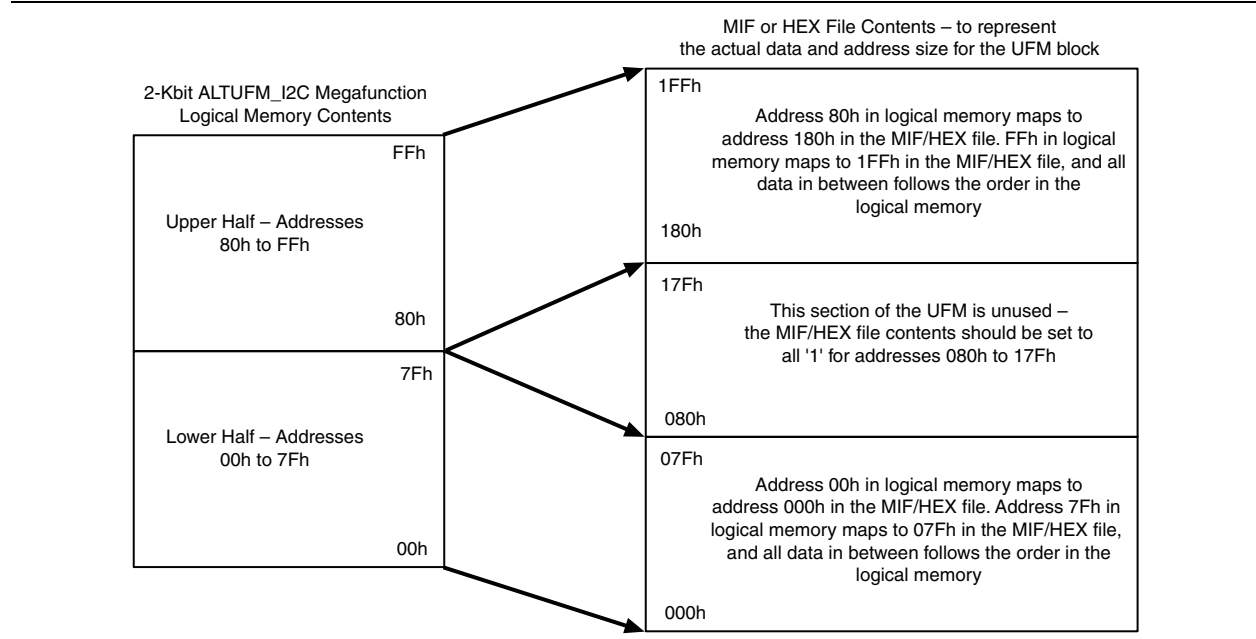 MIF or HEX File Contents – to represent
the actual data and address size for the UFM block
2-Kbit ALTUFM_I2C Megafunction
Logical Memory Contents
FFh
Upper Half – Addresses
80h to FFh
80h
7Fh
Lower Half – Addresses
00h to 7Fh
00h
1FFh
Address 80h in logical memory maps to
address 180h in the MIF/HEX file. FFh in logical
memory maps to 1FFh in the MIF/HEX file, and all
data in between follows the order in the
logical memory
180h
17Fh
This section of the UFM is unused –
the MIF/HEX file contents should be set to
all '1' for addresses 080h to 17Fh
080h
07Fh
Address 00h in logical memory maps to
address 000h in the MIF/HEX file. Address 7Fh in
logical memory maps to 07Fh in the MIF/HEX file,
and all data in between follows the order in the
logical memory
000h